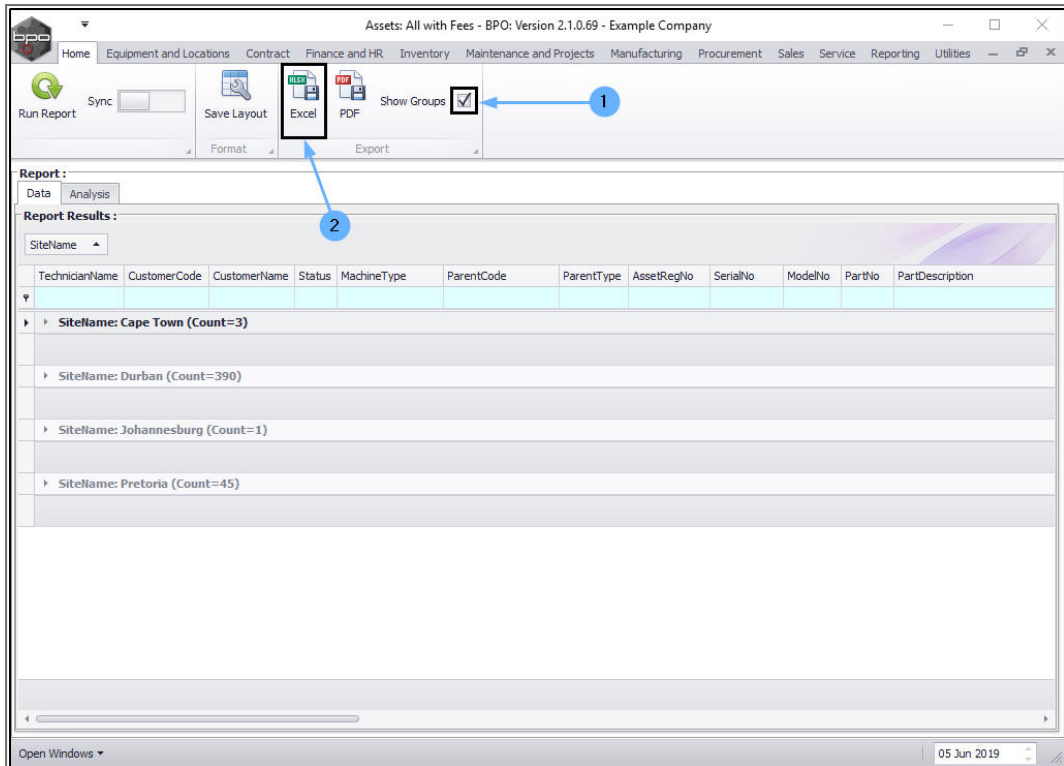 Assets: All with Fees - BPO: Version 2.1.0.69 - Example Company
bpo
Home Equipment and Locations Contract Finance and HR Inventory Maintenance and Projects Manufacturing Procurement Sales Service Reporting Utilities
Run Report Sync Save Layout XLSX Excel PDF PDF Show Groups 1
Format Export
Report :
Data Analysis
Report Results :
2
SiteName
TechnicianName CustomerCode CustomerName Status MachineType ParentCode ParentType AssetRegNo SerialNo ModelNo PartNo PartDescription
SiteName: Cape Town (Count=3)
SiteName: Durban (Count=390)
SiteName: Johannesburg (Count=1)
SiteName: Pretoria (Count=45)
Open Windows 05 Jun 2019